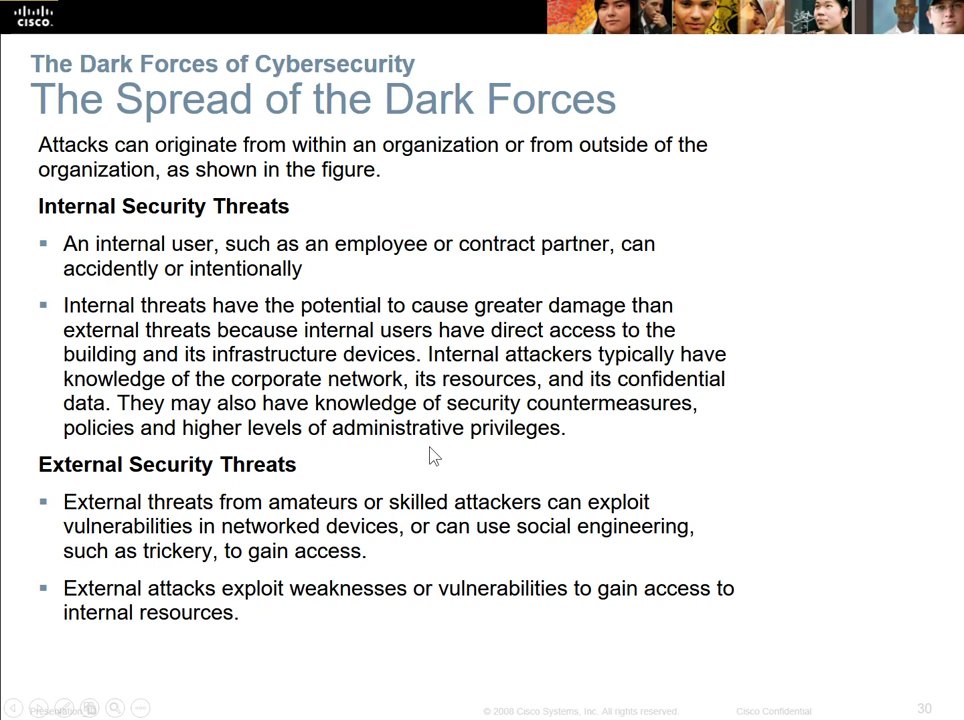 CISCO.
The Dark Forces of Cybersecurity
The Spread of the Dark Forces
Attacks can originate from within an organization or from outside of the
organization, as shown in the figure.
Internal Security Threats
An internal user, such as an employee or contract partner, can
accidently or intentionally
Internal threats have the potential to cause greater damage than
external threats because internal users have direct access to the
building and its infrastructure devices. Internal attackers typically have
knowledge of the corporate network, its resources, and its confidential
data. They may also have knowledge of security countermeasures,
policies and higher levels of administrative privileges.
External Security Threats
External threats from amateurs or skilled attackers can exploit
vulnerabilities in networked devices, or can use social engineering,
such as trickery, to gain access.
External attacks exploit weaknesses or vulnerabilities to gain access to
internal resources.
© 2008 Cisco Systems, Inc. All rights reserved.
Cisco Confidential
30